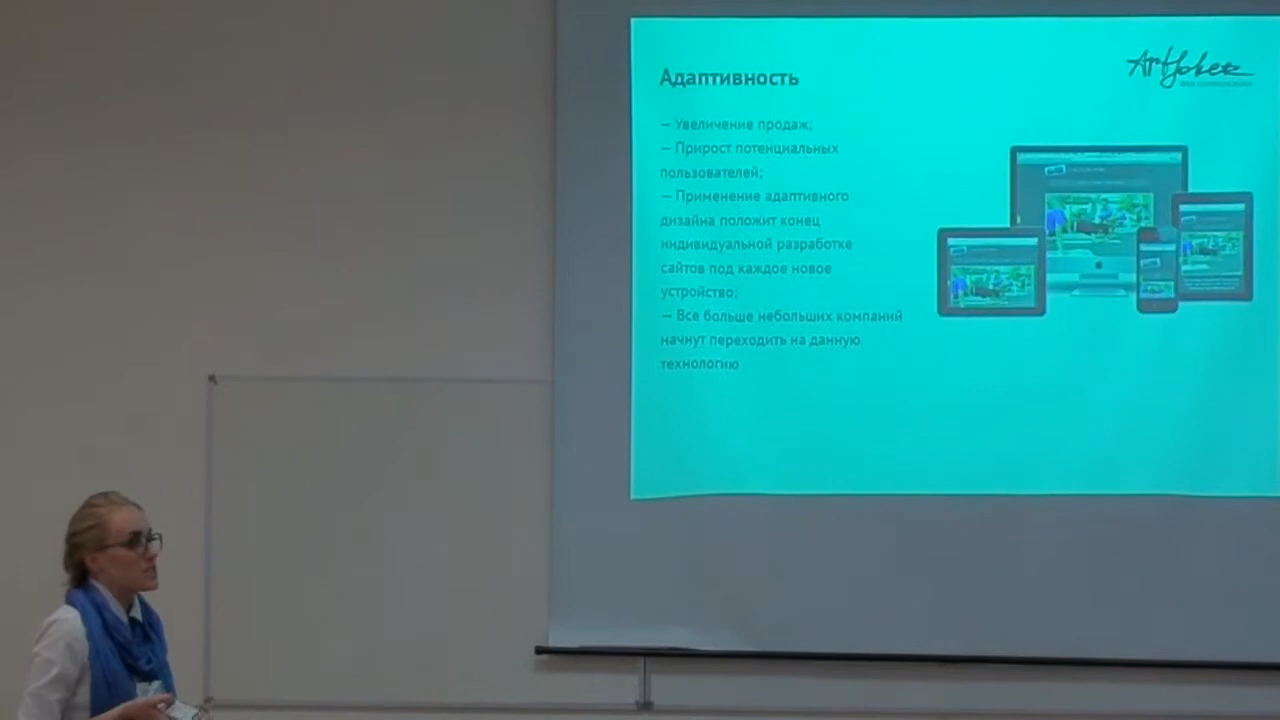 Адаптивность
ArtSober
– Увеличение продаж;
– Прирост потенциальных
пользователей;
– Применение адаптивного
дизайна положит конец
индивидуальной разработке
сайтов под каждое новое
устройство;
– Все больше небольших компаний
начнут переходить на данную
технологию